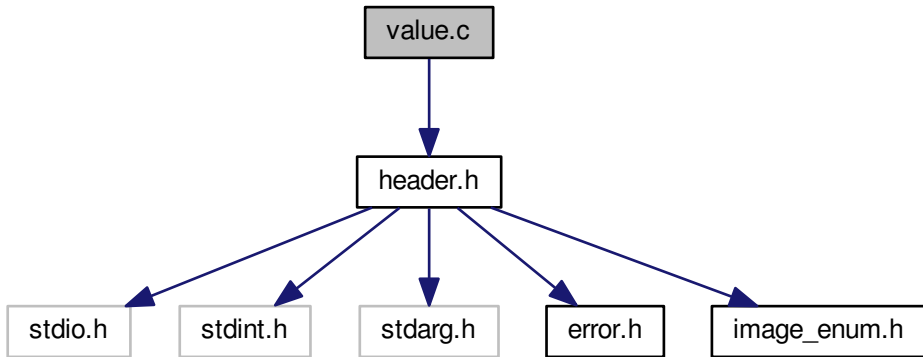 value.c
header.h
stdio.h
stdint.h
stdarg.h
error.h
image_enum.h